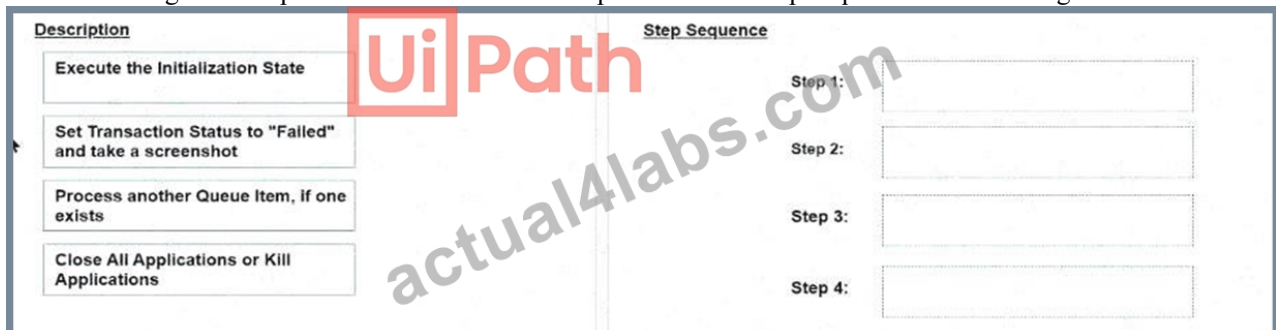 Description
Step Sequence
Execute the Initialization State
Set Transaction Status to "Failed"
and take a screenshot
Process another Queue Item, if one
exists
Close All Applications or Kill
Applications
Step 1:
Step 2:
Step 3:
Step 4:
Ui Path
actual4labs.com